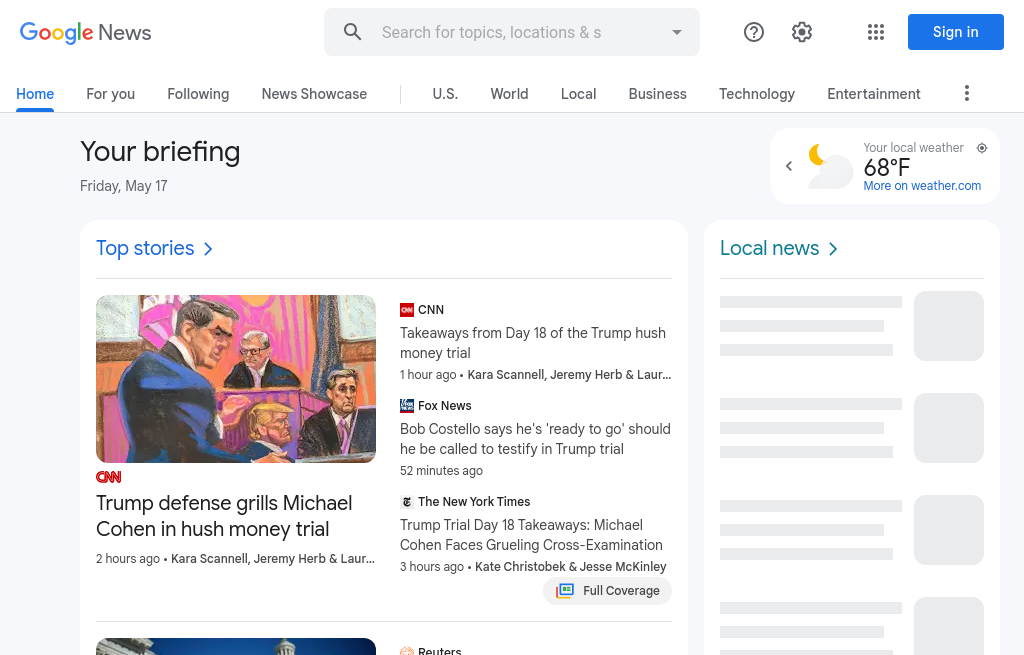 Google News
Search for topics, locations & s
Sign in
Home
For you
Following
News Showcase
U.S.
World
Local
Business
Technology
Entertainment
Your briefing
Friday, May 17
Your local weather
68°F
More on weather.com
Top stories
CNN
Trump defense grills Michael
Cohen in hush money trial
2 hours ago • Kara Scannell, Jeremy Herb & Laur...
CNN
Takeaways from Day 18 of the Trump hush
money trial
1 hour ago • Kara Scannell, Jeremy Herb & Laur...
Fox News
Bob Costello says he's 'ready to go' should
he be called to testify in Trump trial
52 minutes ago
The New York Times
Trump Trial Day 18 Takeaways: Michael
Cohen Faces Grueling Cross-Examination
3 hours ago • Kate Christobek & Jesse McKinley
Full Coverage
Reuters
Local news